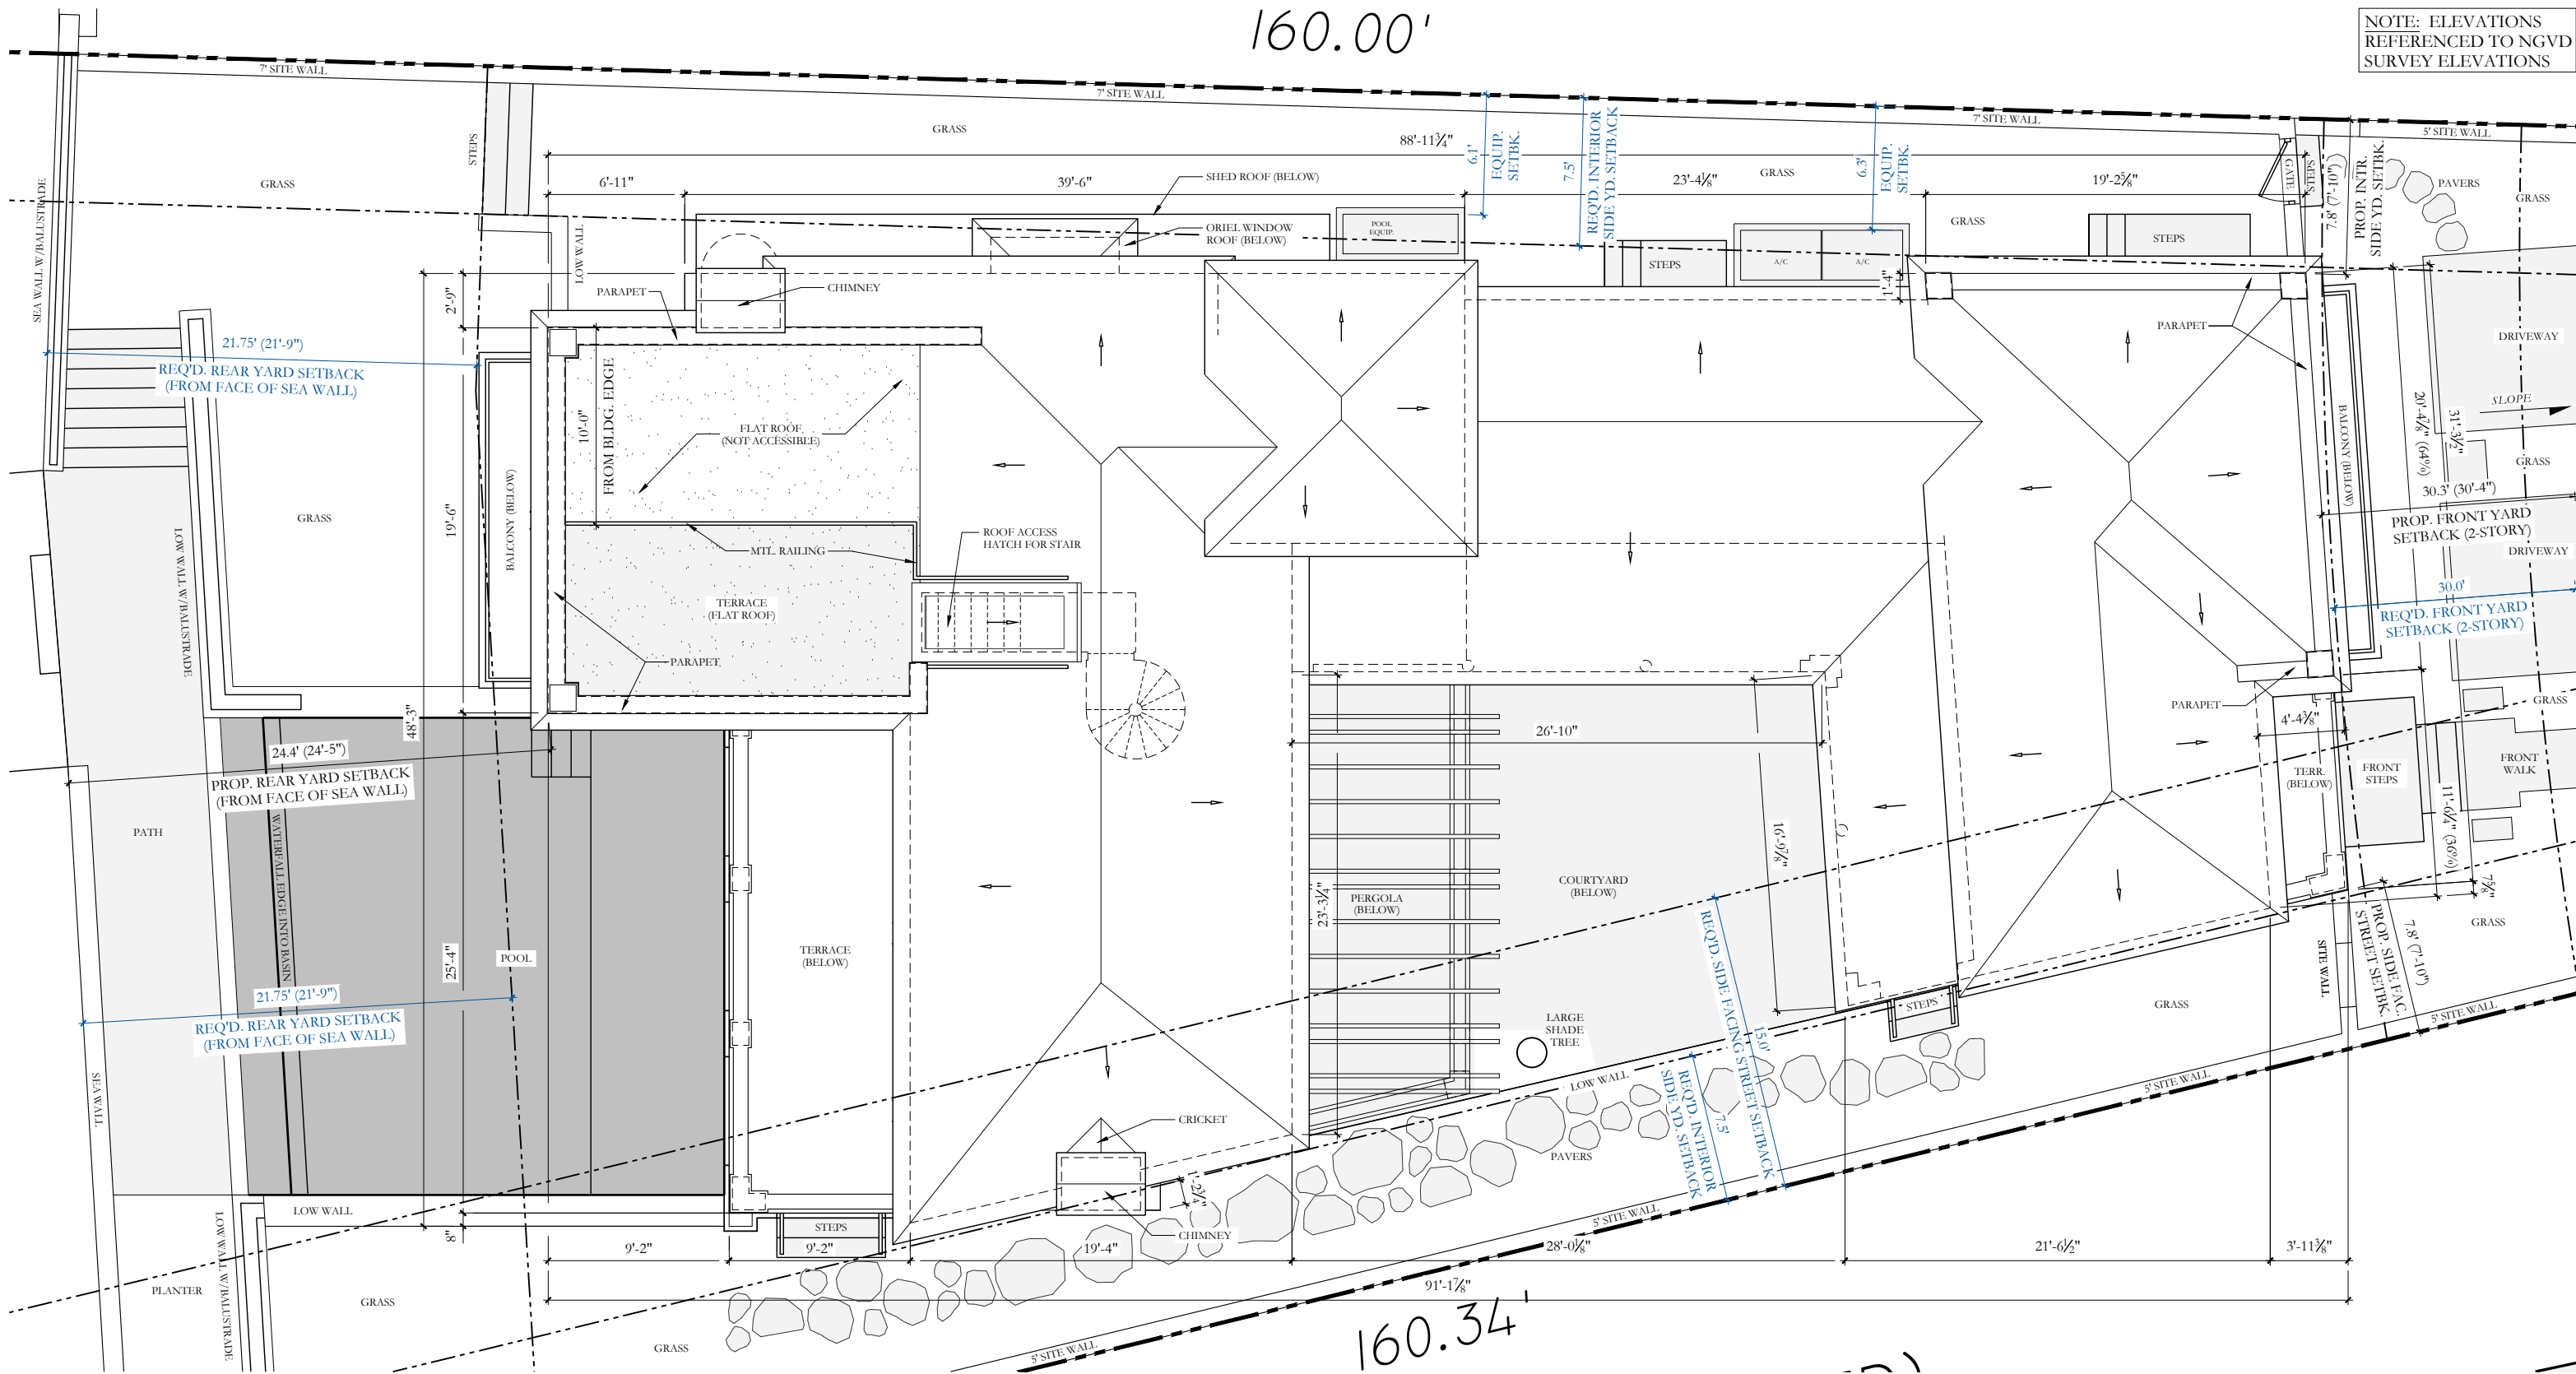 160.00'
NOTE: ELEVATIONS
REFERENCED TO NGVD
SURVEY ELEVATIONS
7' SITE WALL
7' SITE WALL
7' SITE WALL
5' SITE WALL
GRASS
88'-11¾"
STEPS
6.1'
EQUIP.
SETBK.
7.5'
REQ'D. INTERIOR
SIDE YD. SETBACK
6.3'
EQUIP.
SETBK.
GATE
STEPS
7.8' (7'-10")
PROP. INTR.
SIDE YD. SETBK.
PAVERS
GRASS
GRASS
6'-11"
39'-6"
SHED ROOF (BELOW)
23'-4⅛"
GRASS
19'-2⅝"
SEA WALL W/BALUSTRADE
LOW WALL
ORIEL WINDOW
ROOF (BELOW)
POOL
EQUIP.
GRASS
STEPS
STEPS
A/C
A/C
1'-4"
2'-9"
PARAPET
CHIMNEY
PARAPET
DRIVEWAY
21.75' (21'-9")
REQ'D. REAR YARD SETBACK
(FROM FACE OF SEA WALL)
10'-0"
FROM BLDG. EDGE
FLAT ROOF
(NOT ACCESSIBLE)
BALCONY (BELOW)
20'-4⅞" (64%)
31'-3½"
SLOPE
GRASS
30.3' (30'-4")
PROP. FRONT YARD
SETBACK (2-STORY)
DRIVEWAY
GRASS
19'-6"
BALCONY (BELOW)
MTL. RAILING
ROOF ACCESS
HATCH FOR STAIR
30.0'
REQ'D. FRONT YARD
SETBACK (2-STORY)
LOW WALL W/BALUSTRADE
TERRACE
(FLAT ROOF)
PARAPET
PARAPET
GRASS
48'-3"
4'-4⅜"
26'-10"
24.4' (24'-5")
PROP. REAR YARD SETBACK
(FROM FACE OF SEA WALL)
TERR.
(BELOW)
FRONT
STEPS
FRONT
WALK
PATH
WATERFALL EDGE INTO BASIN
16'-9⅞"
11'-6¼" (36%)
7⅝"
COURTYARD
(BELOW)
PERGOLA
(BELOW)
23'-3¼"
REQ'D. SIDE FACING STREET SETBACK
15.0'
PROP. SIDE FAC.
STREET SETBK.
7.8' (7'-10")
GRASS
SITE WALL
25'-4"
POOL
TERRACE
(BELOW)
21.75' (21'-9")
REQ'D. REAR YARD SETBACK
(FROM FACE OF SEA WALL)
STEPS
GRASS
5' SITE WALL
LARGE
SHADE
TREE
LOW WALL
REQ'D. INTERIOR
SIDE YD. SETBACK
7.5'
5' SITE WALL
SEA WALL
CRICKET
PAVERS
LOW WALL
STEPS
CHIMNEY
5' SITE WALL
8"
9'-2"
9'-2"
19'-4"
28'-0⅛"
21'-6½"
3'-11⅜"
PLANTER
LOW WALL W/BALUSTRADE
GRASS
91'-1⅞"
GRASS
5' SITE WALL
160.34'